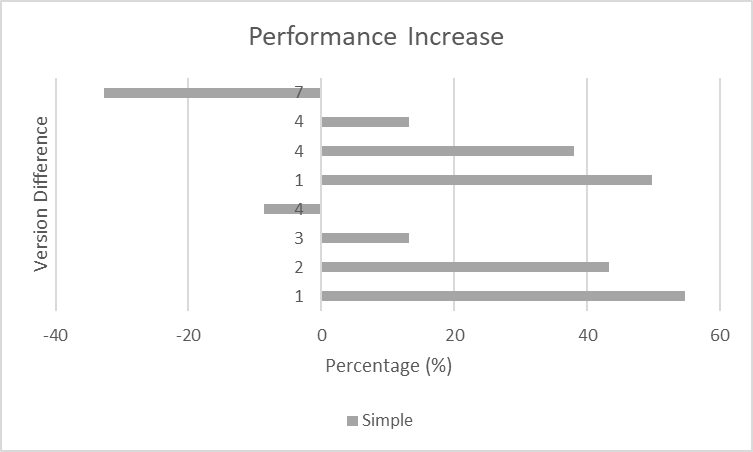 Performance Increase
Version Difference
7
4
4
1
4
3
2
1
-40 -20 0 20 40 60
Percentage (%)
Simple